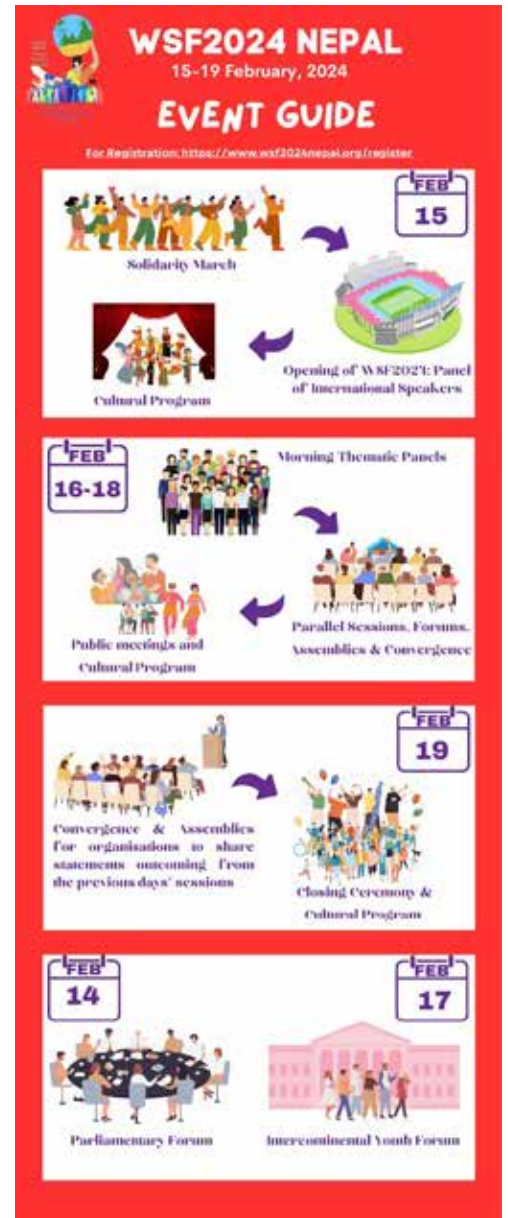 WSF2024 NEPAL
15-19 February, 2024
EVENT GUIDE
For Registration: https://www.wsf2024nepal.org/register
FEB
15
Solidarity March
Opening of WSF2024: Panel
of International Speakers
Cultural Program
FEB
16-18
Morning Thematic Panels
Parallel Sessions, Forums,
Assemblies & Convergence
Public meetings and
Cultural Program
FEB
19
Convergence & Assemblies
for organisations to share
statements outcoming from
the previous days' sessions
Closing Ceremony &
Cultural Program
FEB
14
Parliamentary Forum
FEB
17
Intercontinental Youth Forum